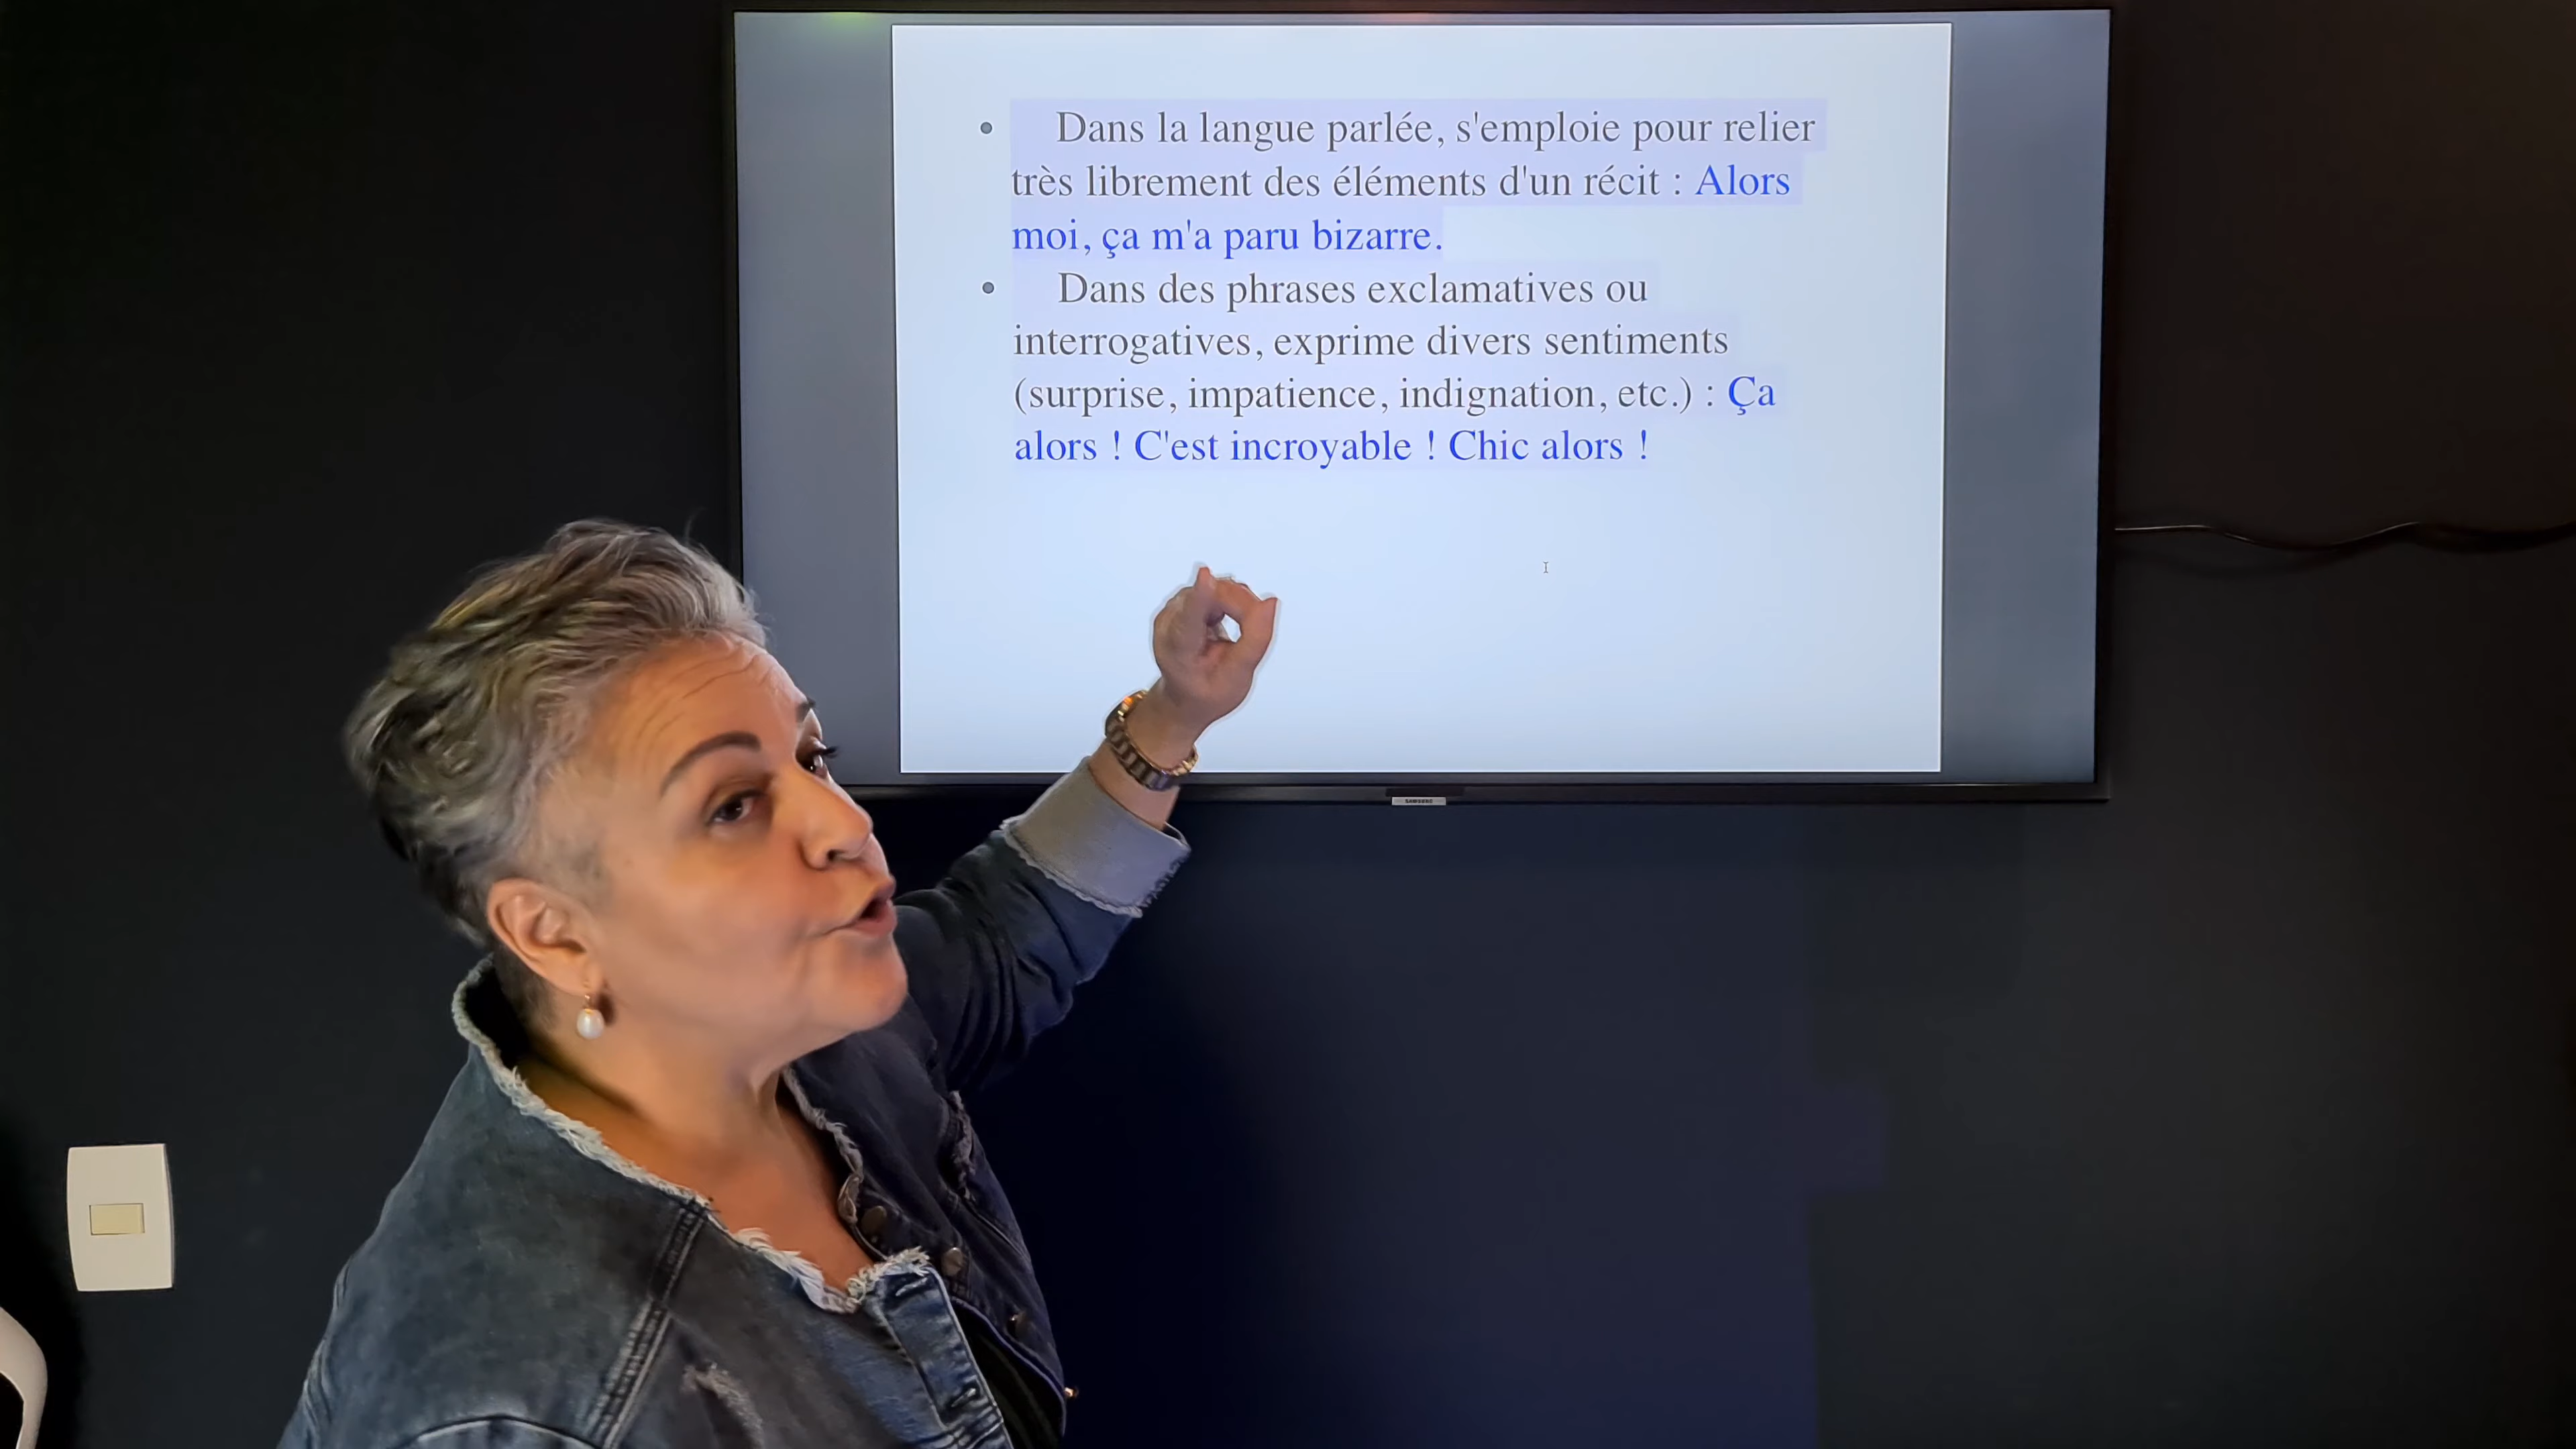 • Dans la langue parlée, s'emploie pour relier
très librement des éléments d'un récit : Alors
moi, ça m'a paru bizarre.
• Dans des phrases exclamatives ou
interrogatives, exprime divers sentiments
(surprise, impatience, indignation, etc.) : Ça
alors ! C'est incroyable ! Chic alors !
SAMSUNG